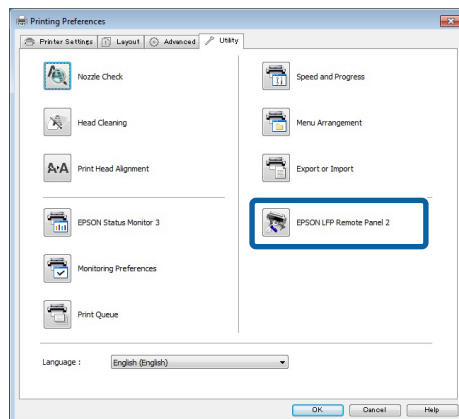 Printing Preferences
Printer Settings
Layout
Advanced
Utility
Nozzle Check
Speed and Progress
Head Cleaning
Menu Arrangement
A·A
Print Head Alignment
Export or Import
EPSON Status Monitor 3
EPSON LFP Remote Panel 2
Monitoring Preferences
Print Queue
Language :
English (English)
OK
Cancel
Help